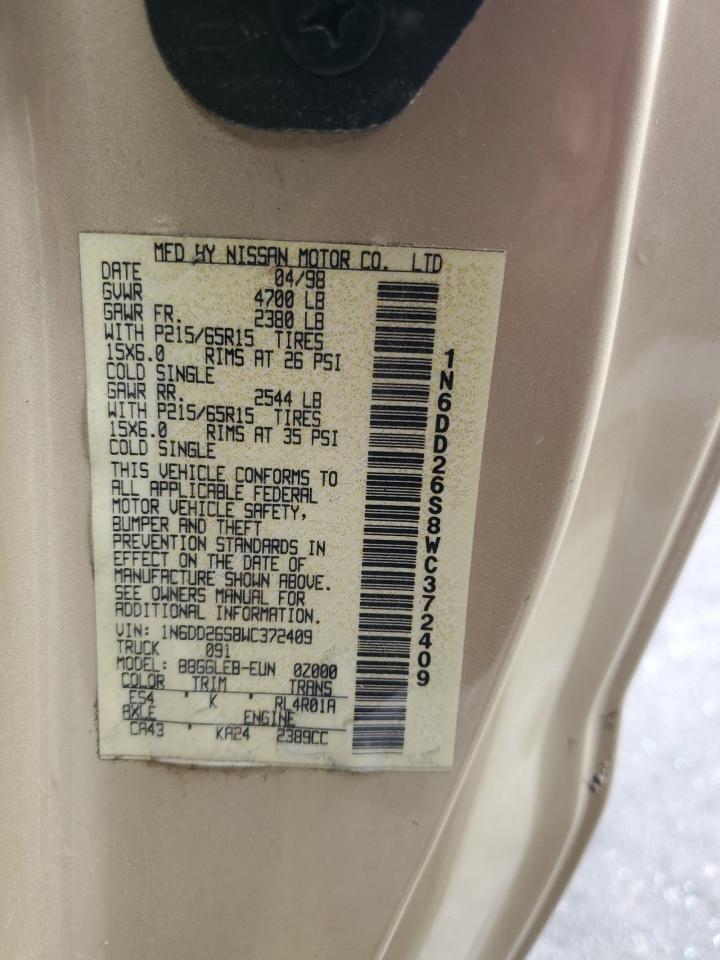 MFD BY NISSAN MOTOR CO. LTD
DATE 04/98
GVWR 4700 LB
GAWR FR. 2380 LB
WITH P215/65R15 TIRES
15X6.0 RIMS AT 26 PSI
COLD SINGLE
GAWR RR. 2544 LB
WITH P215/65R15 TIRES
15X6.0 RIMS AT 35 PSI
COLD SINGLE
THIS VEHICLE CONFORMS TO
ALL APPLICABLE FEDERAL
MOTOR VEHICLE SAFETY,
BUMPER AND THEFT
PREVENTION STANDARDS IN
EFFECT ON THE DATE OF
MANUFACTURE SHOWN ABOVE.
SEE OWNERS MANUAL FOR
ADDITIONAL INFORMATION.
VIN: 1N6DD26S8WC372409
TRUCK 091
MODEL: BBGGLEB-EUN 0Z000
COLOR TRIM TRANS
ES4 K RL4R01A
AXLE ENGINE
CA43 KA24 2389CC
1N6DD26S8WC372409